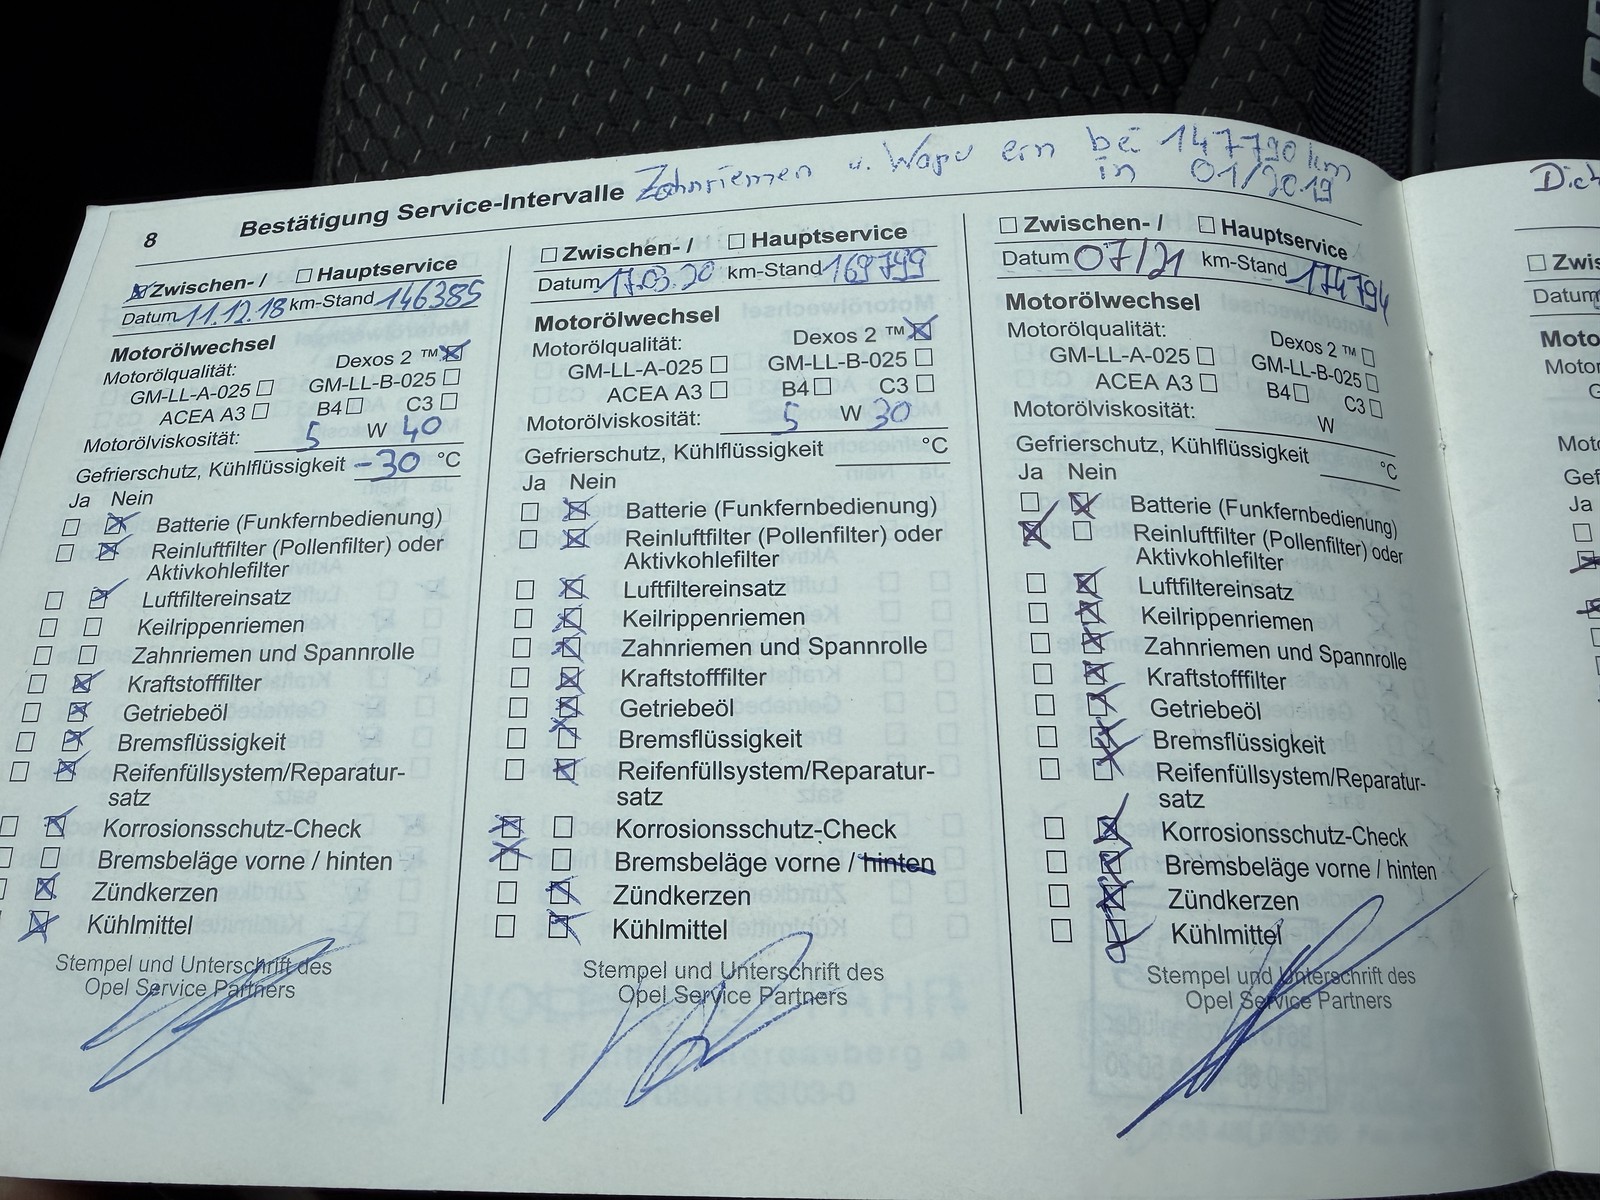 8 Bestätigung Service-Intervalle Zahnriemen u. Wapu ern bei 147790 km
in 01/2019
Zwischen- / Hauptservice
Datum 11.12.18 km-Stand 146385
Motorölwechsel
Motorölqualität: Dexos 2 ™
GM-LL-A-025 GM-LL-B-025
ACEA A3 B4 C3
Motorölviskosität: 5 W 40
Gefrierschutz, Kühlflüssigkeit -30 °C
Ja Nein
Batterie (Funkfernbedienung)
Reinluftfilter (Pollenfilter) oder
Aktivkohlefilter
Luftfiltereinsatz
Keilrippenriemen
Zahnriemen und Spannrolle
Kraftstofffilter
Getriebeöl
Bremsflüssigkeit
Reifenfüllsystem/Reparatur-
satz
Korrosionsschutz-Check
Bremsbeläge vorne / hinten
Zündkerzen
Kühlmittel
Stempel und Unterschrift des
Opel Service Partners
Zwischen- / Hauptservice
Datum 17.03.20 km-Stand 169799
Motorölwechsel
Motorölqualität: Dexos 2 ™
GM-LL-A-025 GM-LL-B-025
ACEA A3 B4 C3
Motorölviskosität: 5 W 30
Gefrierschutz, Kühlflüssigkeit °C
Ja Nein
Batterie (Funkfernbedienung)
Reinluftfilter (Pollenfilter) oder
Aktivkohlefilter
Luftfiltereinsatz
Keilrippenriemen
Zahnriemen und Spannrolle
Kraftstofffilter
Getriebeöl
Bremsflüssigkeit
Reifenfüllsystem/Reparatur-
satz
Korrosionsschutz-Check
Bremsbeläge vorne / hinten
Zündkerzen
Kühlmittel
Stempel und Unterschrift des
Opel Service Partners
Zwischen- / Hauptservice
Datum 07/21 km-Stand 174794
Motorölwechsel
Motorölqualität: Dexos 2 ™
GM-LL-A-025 GM-LL-B-025
ACEA A3 B4 C3
Motorölviskosität: W
Gefrierschutz, Kühlflüssigkeit °C
Ja Nein
Batterie (Funkfernbedienung)
Reinluftfilter (Pollenfilter) oder
Aktivkohlefilter
Luftfiltereinsatz
Keilrippenriemen
Zahnriemen und Spannrolle
Kraftstofffilter
Getriebeöl
Bremsflüssigkeit
Reifenfüllsystem/Reparatur-
satz
Korrosionsschutz-Check
Bremsbeläge vorne / hinten
Zündkerzen
Kühlmittel
Stempel und Unterschrift des
Opel Service Partners
Dich
Zwis
Datum
Moto
Motor
G
Moto
Gef
Ja